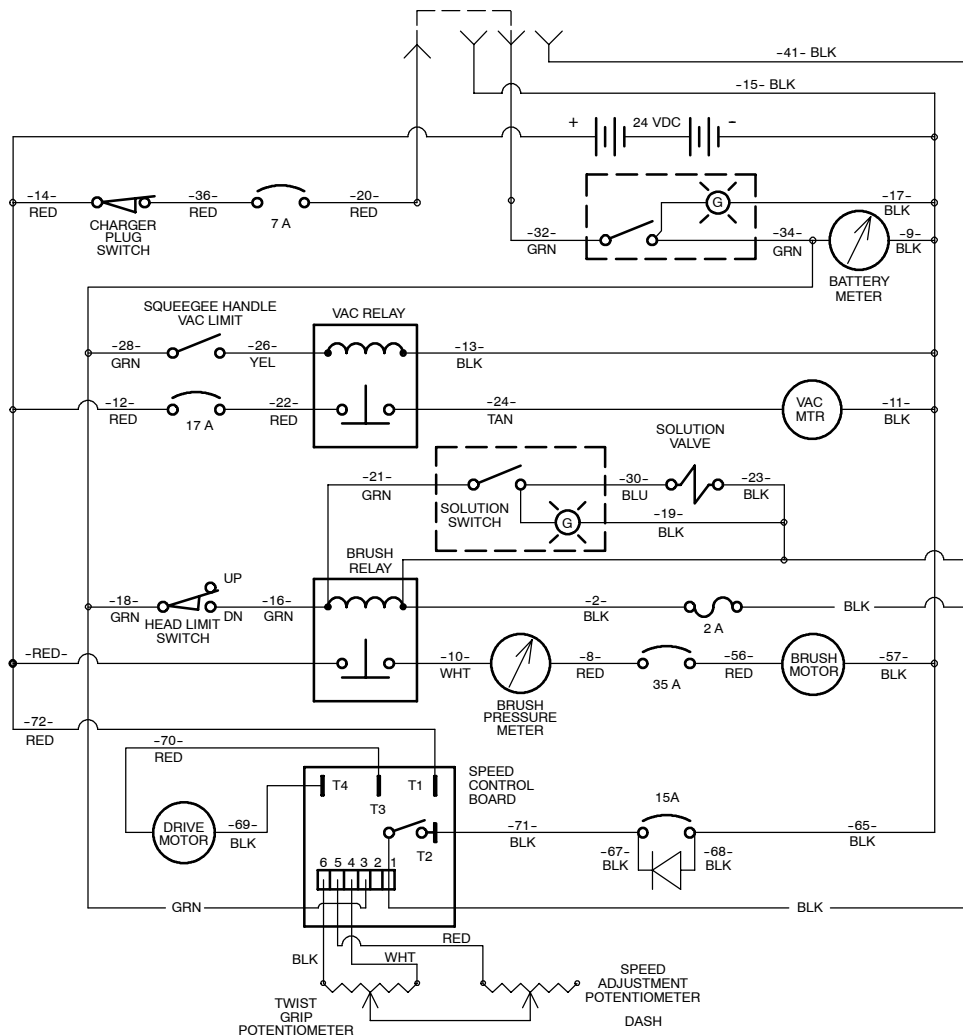 -41- BLK
-15- BLK
+ 24 VDC -
-14-
RED
-36-
RED
-20-
RED
CHARGER
PLUG
SWITCH
7 A
G
-17-
BLK
-32-
GRN
-34-
GRN
-9-
BLK
BATTERY
METER
SQUEEGEE HANDLE
VAC LIMIT
VAC RELAY
-28-
GRN
-26-
YEL
-13-
BLK
-12-
RED
17 A
-22-
RED
-24-
TAN
VAC
MTR
-11-
BLK
SOLUTION
VALVE
-21-
GRN
SOLUTION
SWITCH
G
-30-
BLU
-23-
BLK
-19-
BLK
BRUSH
RELAY
UP
DN
-18-
GRN
HEAD LIMIT
SWITCH
-16-
GRN
-2-
BLK
2 A
BLK
-RED-
-10-
WHT
BRUSH
PRESSURE
METER
-8-
RED
35 A
-56-
RED
BRUSH
MOTOR
-57-
BLK
-72-
RED
-70-
RED
SPEED
CONTROL
BOARD
T4
T3
T1
T2
DRIVE
MOTOR
-69-
BLK
-71-
BLK
15A
-67-
BLK
-68-
BLK
-65-
BLK
6 5 4 3 2 1
GRN
BLK
RED
BLK
WHT
TWIST
GRIP
POTENTIOMETER
SPEED
ADJUSTMENT
POTENTIOMETER
DASH